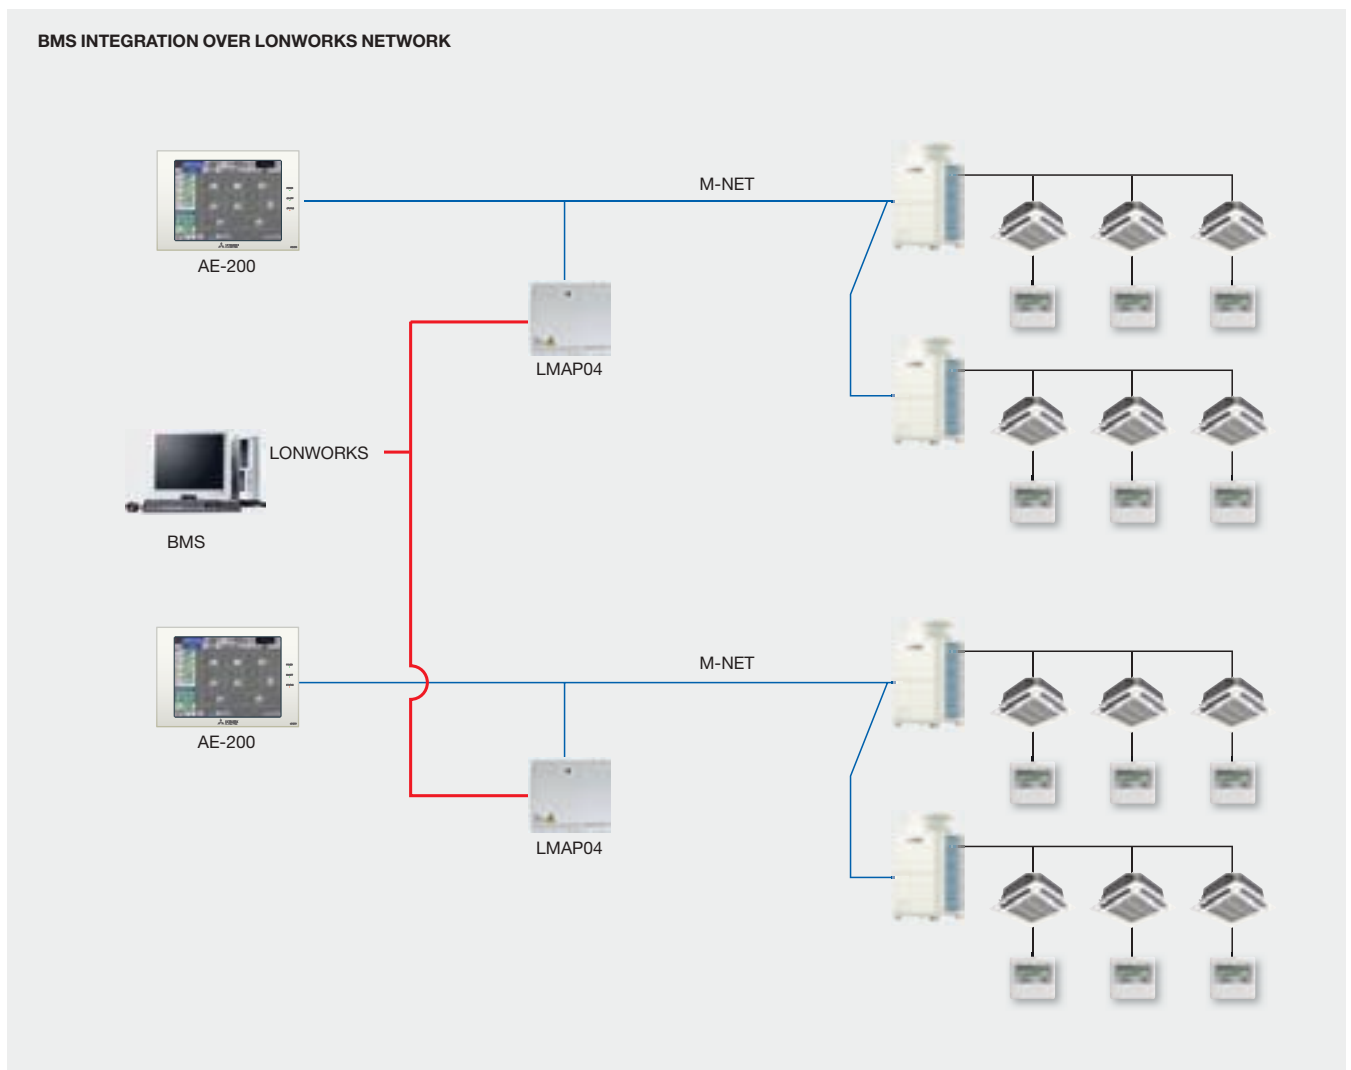 BMS INTEGRATION OVER LONWORKS NETWORK
M-NET
AE-200
LMAP04
LONWORKS
BMS
M-NET
AE-200
LMAP04